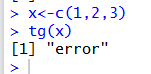 > x<-c(1,2,3)
> tg(x)
[1] "error"
>